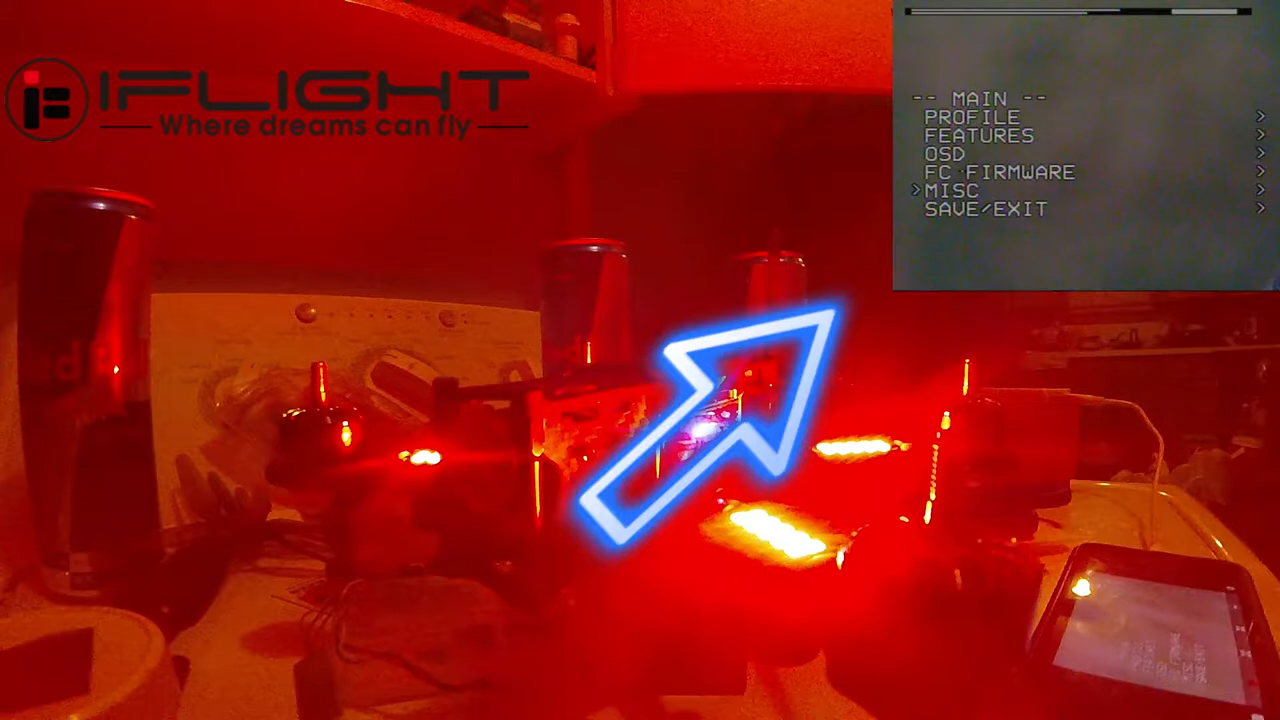 IFLIGHT
Where dreams can fly
-- MAIN --
PROFILE >
FEATURES >
OSD >
FC FIRMWARE >
>MISC >
SAVE/EXIT >